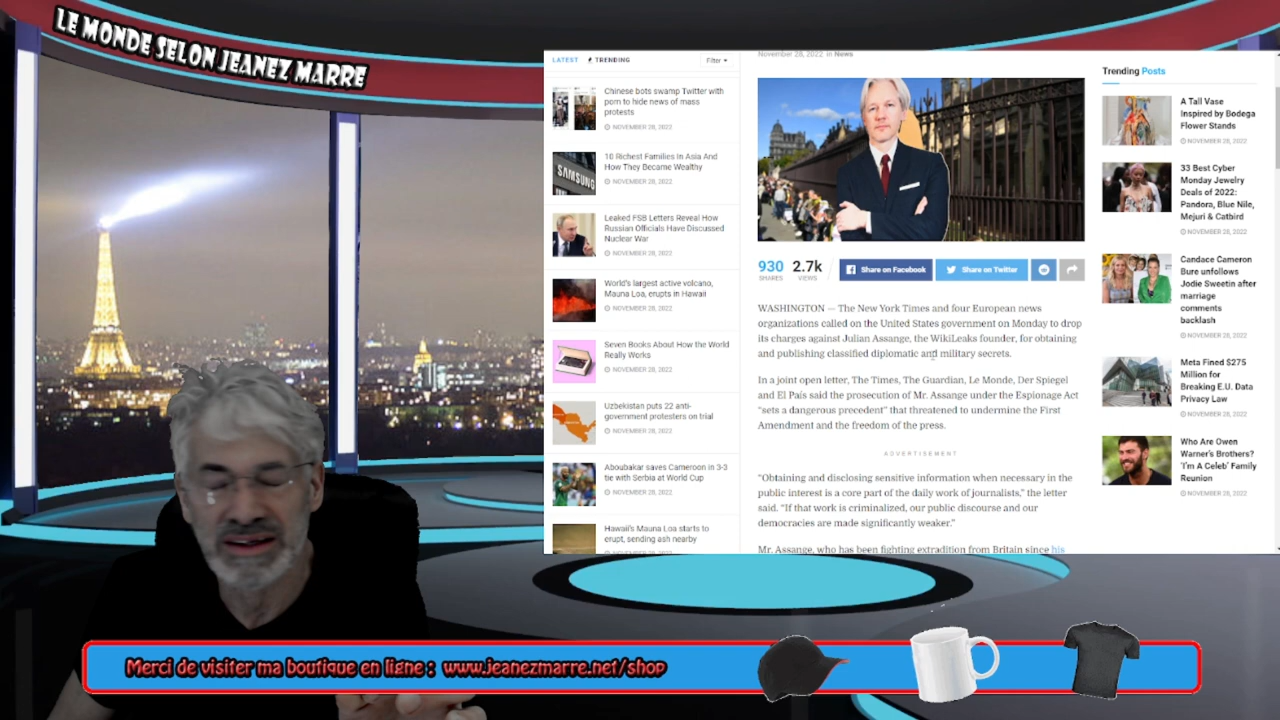 LE MONDE SELON JEANEZ MARRE
LATEST
TRENDING
Filter
Chinese bots swamp Twitter with
porn to hide news of mass
protests
NOVEMBER 28, 2022
10 Richest Families In Asia And
How They Became Wealthy
NOVEMBER 28, 2022
Leaked FSB Letters Reveal How
Russian Officials Have Discussed
Nuclear War
NOVEMBER 28, 2022
World's largest active volcano,
Mauna Loa, erupts in Hawaii
NOVEMBER 28, 2022
Seven Books About How the World
Really Works
NOVEMBER 28, 2022
Uzbekistan puts 22 anti-
government protesters on trial
NOVEMBER 28, 2022
Aboubakar saves Cameroon in 3-3
tie with Serbia at World Cup
NOVEMBER 28, 2022
Hawaii's Mauna Loa starts to
erupt, sending ash nearby
NOVEMBER 28, 2022
SAMSUNG
November 28, 2022 in News
930
SHARES
2.7k
VIEWS
Share on Facebook
Share on Twitter
WASHINGTON — The New York Times and four European news
organizations called on the United States government on Monday to drop
its charges against Julian Assange, the WikiLeaks founder, for obtaining
and publishing classified diplomatic and military secrets.
In a joint open letter, The Times, The Guardian, Le Monde, Der Spiegel
and El País said the prosecution of Mr. Assange under the Espionage Act
“sets a dangerous precedent” that threatened to undermine the First
Amendment and the freedom of the press.
ADVERTISEMENT
“Obtaining and disclosing sensitive information when necessary in the
public interest is a core part of the daily work of journalists,” the letter
said. “If that work is criminalized, our public discourse and our
democracies are made significantly weaker.”
Mr. Assange, who has been fighting extradition from Britain since his
Trending Posts
A Tall Vase
Inspired by Bodega
Flower Stands
NOVEMBER 28, 2022
33 Best Cyber
Monday Jewelry
Deals of 2022:
Pandora, Blue Nile,
Mejuri & Catbird
NOVEMBER 28, 2022
Candace Cameron
Bure unfollows
Jodie Sweetin after
marriage
comments
backlash
NOVEMBER 28, 2022
Meta Fined $275
Million for
Breaking E.U. Data
Privacy Law
NOVEMBER 28, 2022
Who Are Owen
Warner's Brothers?
'I'm A Celeb' Family
Reunion
NOVEMBER 28, 2022
Merci de visiter ma boutique en ligne : www.jeanezmarre.net/shop